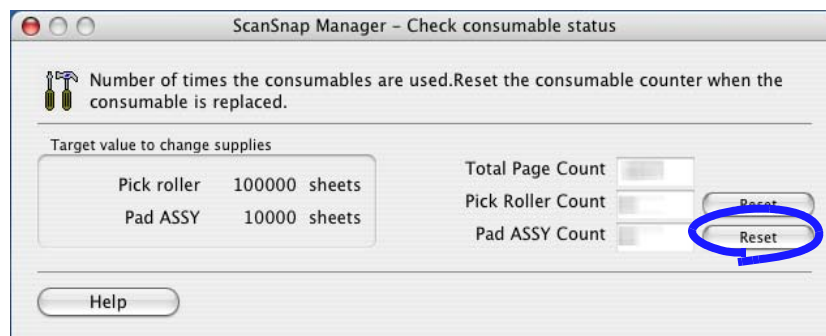 ScanSnap Manager – Check consumable status
Number of times the consumables are used.Reset the consumable counter when the
consumable is replaced.
Target value to change supplies
Pick roller 100000 sheets
Pad ASSY 10000 sheets
Total Page Count
Pick Roller Count Reset
Pad ASSY Count Reset
Help